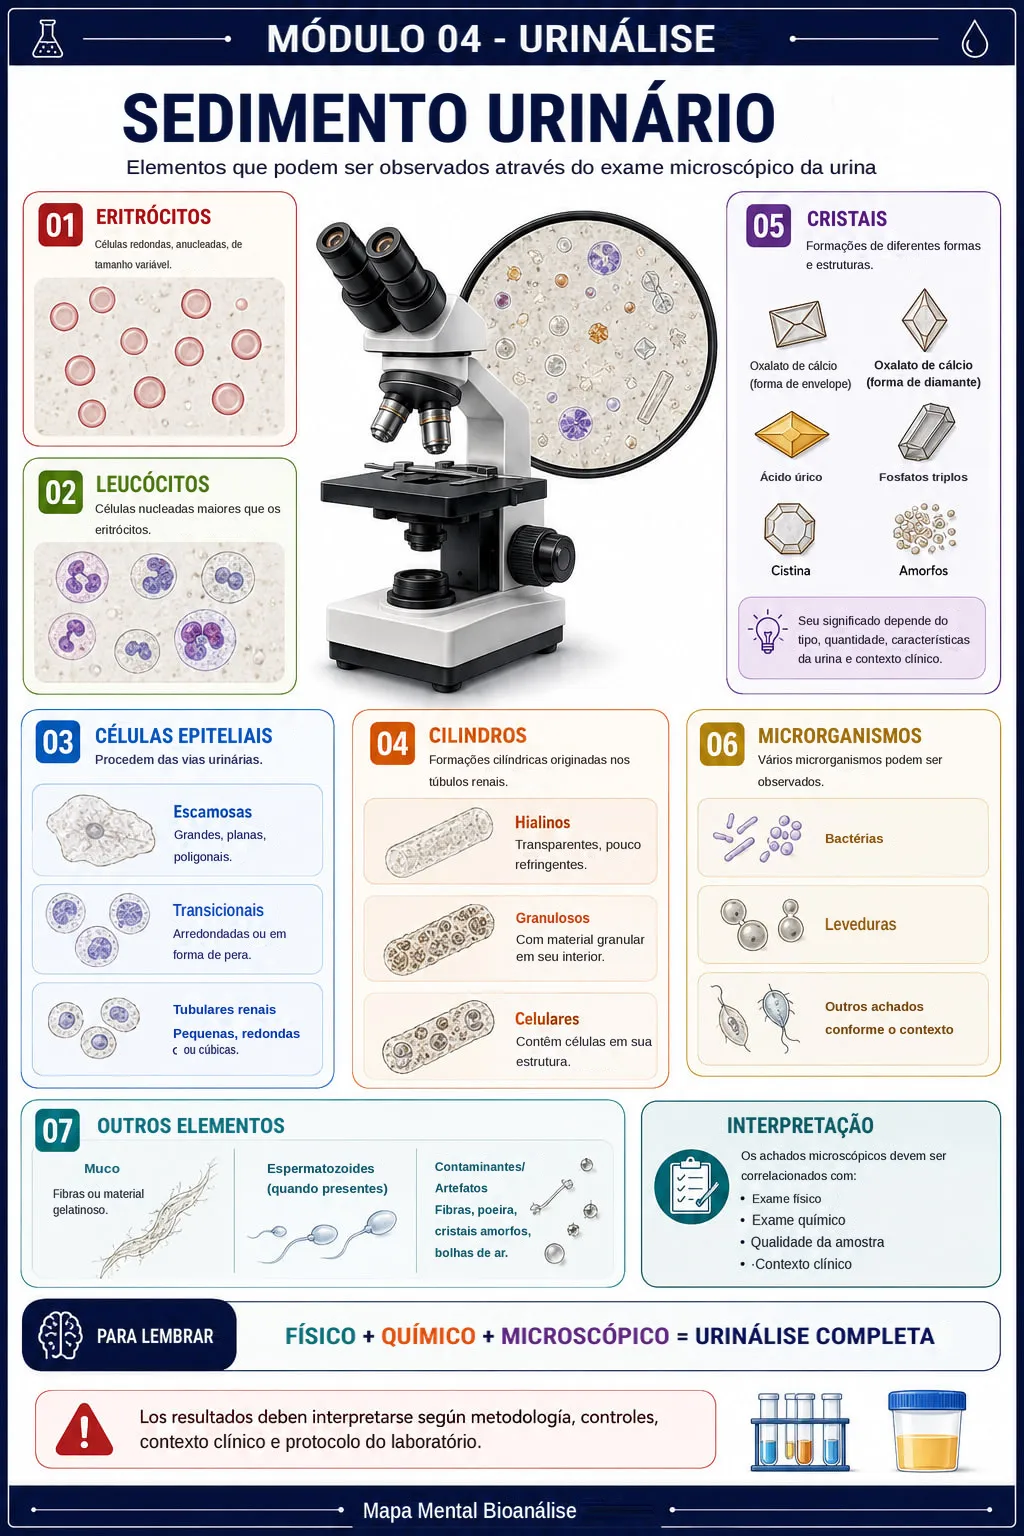 MÓDULO 04 - URINÁLISE
SEDIMENTO URINÁRIO
Elementos que podem ser observados através do exame microscópico da urina
01
ERITRÓCITOS
Células redondas, anucleadas, de
tamanho variável.
02
LEUCÓCITOS
Células nucleadas maiores que os
eritrócitos.
05
CRISTAIS
Formações de diferentes formas
e estruturas.
Oxalato de cálcio
(forma de envelope)
Oxalato de cálcio
(forma de diamante)
Ácido úrico
Fosfatos triplos
Cistina
Amorfos
Seu significado depende do
tipo, quantidade, características
da urina e contexto clínico.
03
CÉLULAS EPITELIAIS
Procedem das vias urinárias.
Escamosas
Grandes, planas,
poligonais.
Transicionais
Arredondadas ou em
forma de pera.
Tubulares renais
Pequenas, redondas
c ou cúbicas.
04
CILINDROS
Formações cilíndricas originadas nos
túbulos renais.
Hialinos
Transparentes, pouco
refringentes.
Granulosos
Com material granular
em seu interior.
Celulares
Contêm células em sua
estrutura.
06
MICRORGANISMOS
Vários microrganismos podem ser
observados.
Bactérias
Leveduras
Outros achados
conforme o contexto
07
OUTROS ELEMENTOS
Muco
Fibras ou material
gelatinoso.
Espermatozoides
(quando presentes)
Contaminantes/
Artefatos
Fibras, poeira,
cristais amorfos,
bolhas de ar.
INTERPRETAÇÃO
Os achados microscópicos devem ser
correlacionados com:
• Exame físico
• Exame químico
• Qualidade da amostra
• ·Contexto clínico
PARA LEMBRAR
FÍSICO + QUÍMICO + MICROSCÓPICO = URINÁLISE COMPLETA
Los resultados deben interpretarse según metodología, controles,
contexto clínico e protocolo do laboratório.
Mapa Mental Bioanálise